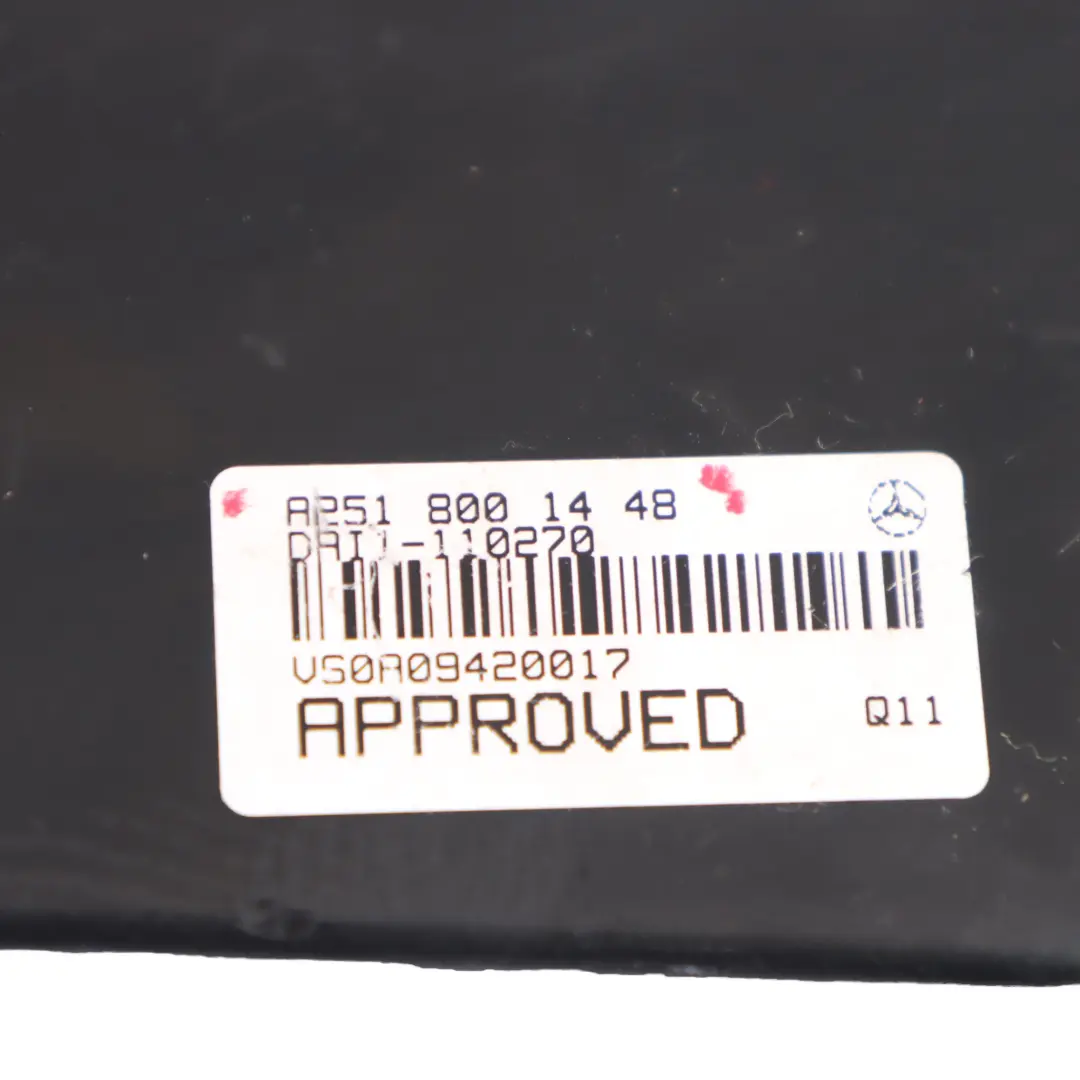 A251 800 14 48
VS0A09420017
APPROVED
Q11